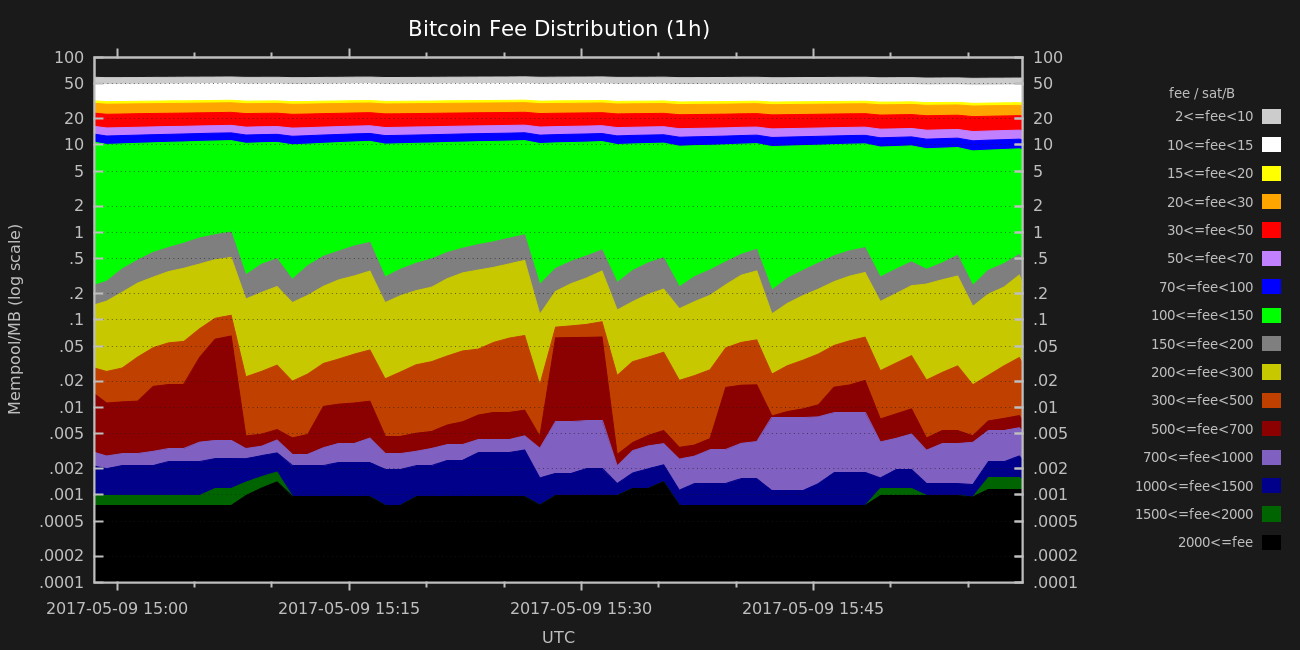 Bitcoin Fee Distribution (1h)
100 100
50 50
fee / sat/B
2<=fee<10
20 20
10<=fee<15
10 10
15<=fee<20
5 5
20<=fee<30
2 2
30<=fee<50
1 1
50<=fee<70
.5 .5
70<=fee<100
.2 .2
100<=fee<150
.1 .1
150<=fee<200
.05 .05
200<=fee<300
.02 .02
300<=fee<500
.01 .01
500<=fee<700
.005 .005
700<=fee<1000
.002 .002
1000<=fee<1500
.001 .001
1500<=fee<2000
.0005 .0005
2000<=fee
.0002 .0002
.0001 .0001
Mempool/MB (log scale)
2017-05-09 15:00 2017-05-09 15:15 2017-05-09 15:30 2017-05-09 15:45
UTC